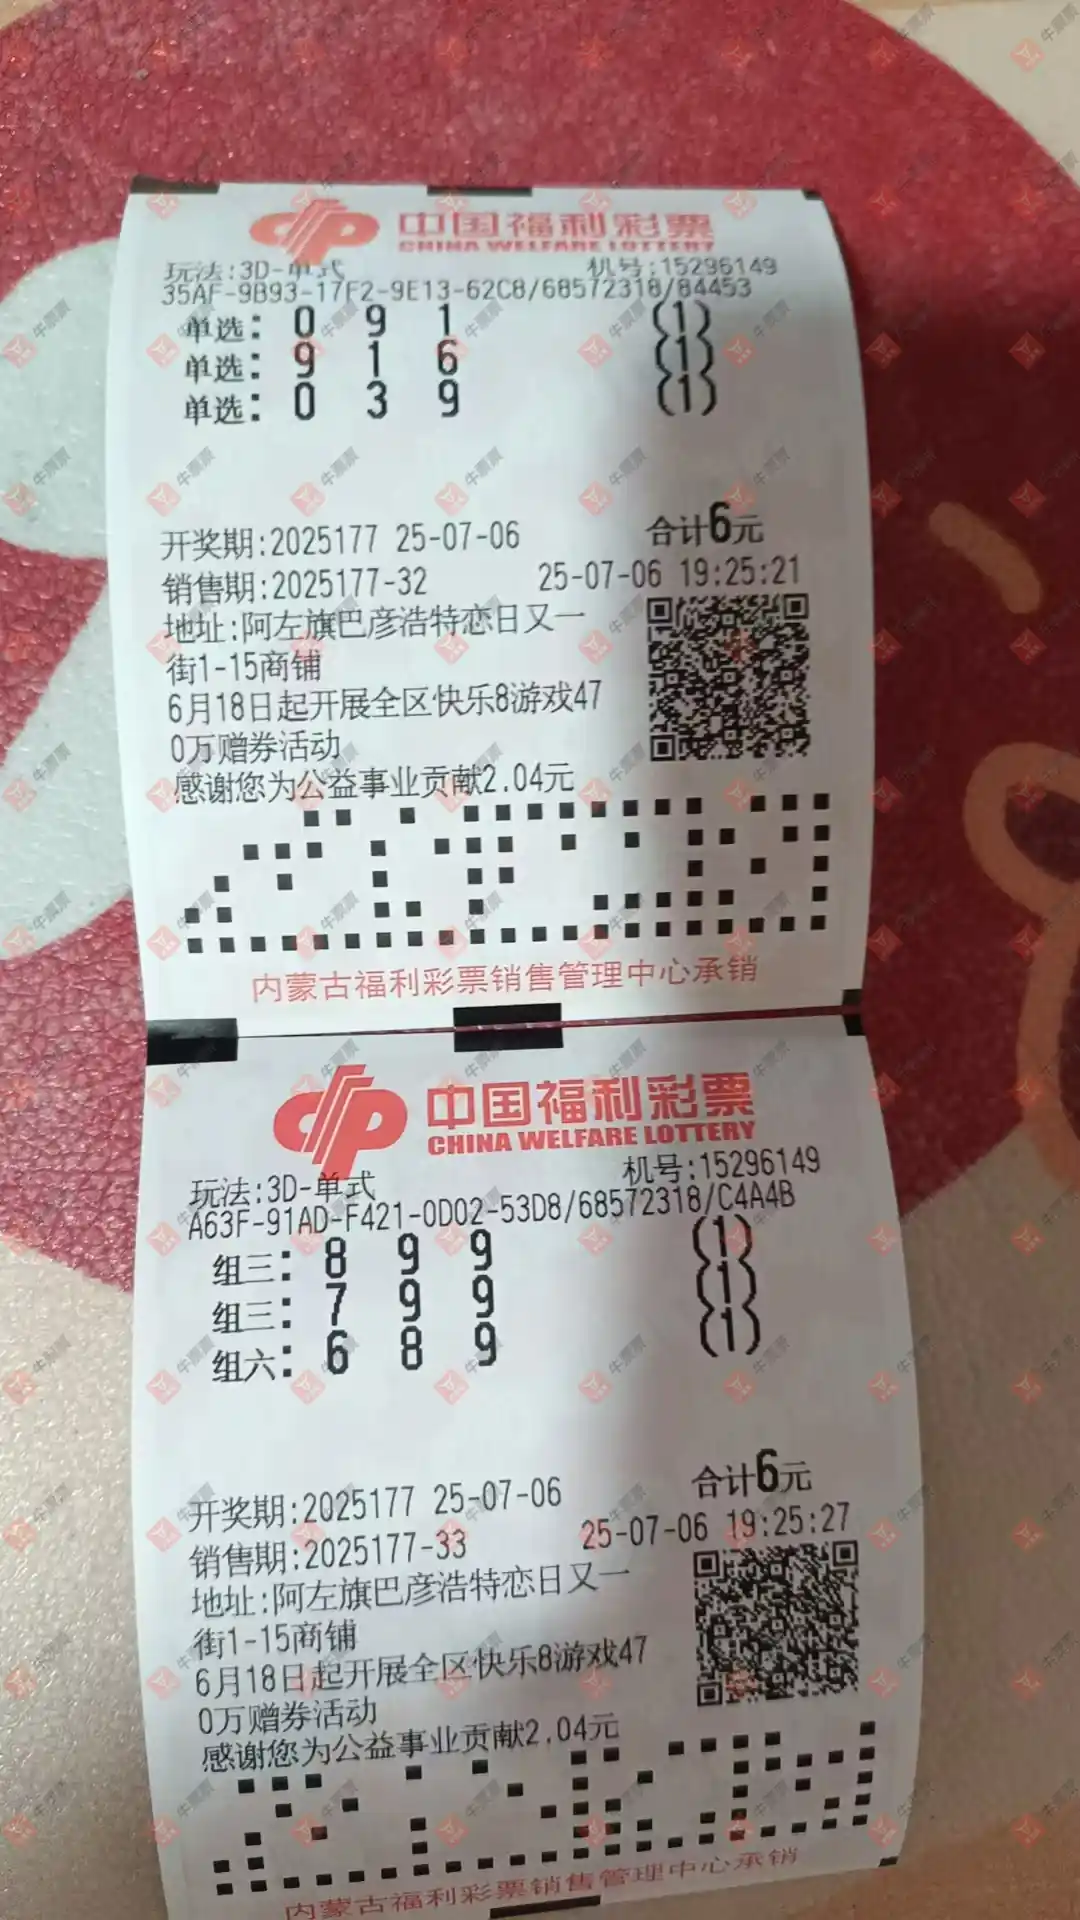 中国福利彩票
CHINA WELFARE LOTTERY
玩法:3D-单式 机号:15296149
35AF-9B93-17F2-9E13-62C8/68572318/84453
单选: 0 9 1 (1)
单选: 9 1 6 (1)
单选: 0 3 9 (1)
合计6元
开奖期:2025177 25-07-06
销售期:2025177-32 25-07-06 19:25:21
地址:阿左旗巴彦浩特恋日又一
街1-15商铺
6月18日起开展全区快乐8游戏47
0万赠券活动
感谢您为公益事业贡献2.04元
内蒙古福利彩票销售管理中心承销
中国福利彩票
CHINA WELFARE LOTTERY
玩法:3D-单式 机号:15296149
A63F-91AD-F421-0D02-53D8/68572318/C4A4B
组三: 8 9 9 (1)
组三: 7 9 9 (1)
组六: 6 8 9 (1)
合计6元
开奖期:2025177 25-07-06
销售期:2025177-33 25-07-06 19:25:27
地址:阿左旗巴彦浩特恋日又一
街1-15商铺
6月18日起开展全区快乐8游戏47
0万赠券活动
感谢您为公益事业贡献2.04元
内蒙古福利彩票销售管理中心承销